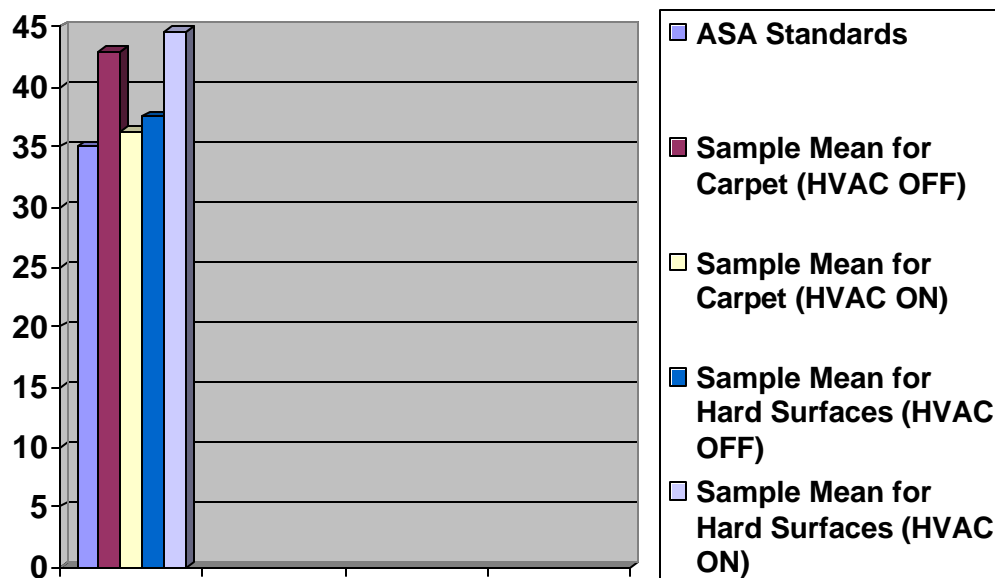 45
40
35
30
25
20
15
10
5
0
ASA Standards
Sample Mean for
Carpet (HVAC OFF)
Sample Mean for
Carpet (HVAC ON)
Sample Mean for
Hard Surfaces (HVAC
OFF)
Sample Mean for
Hard Surfaces (HVAC
ON)